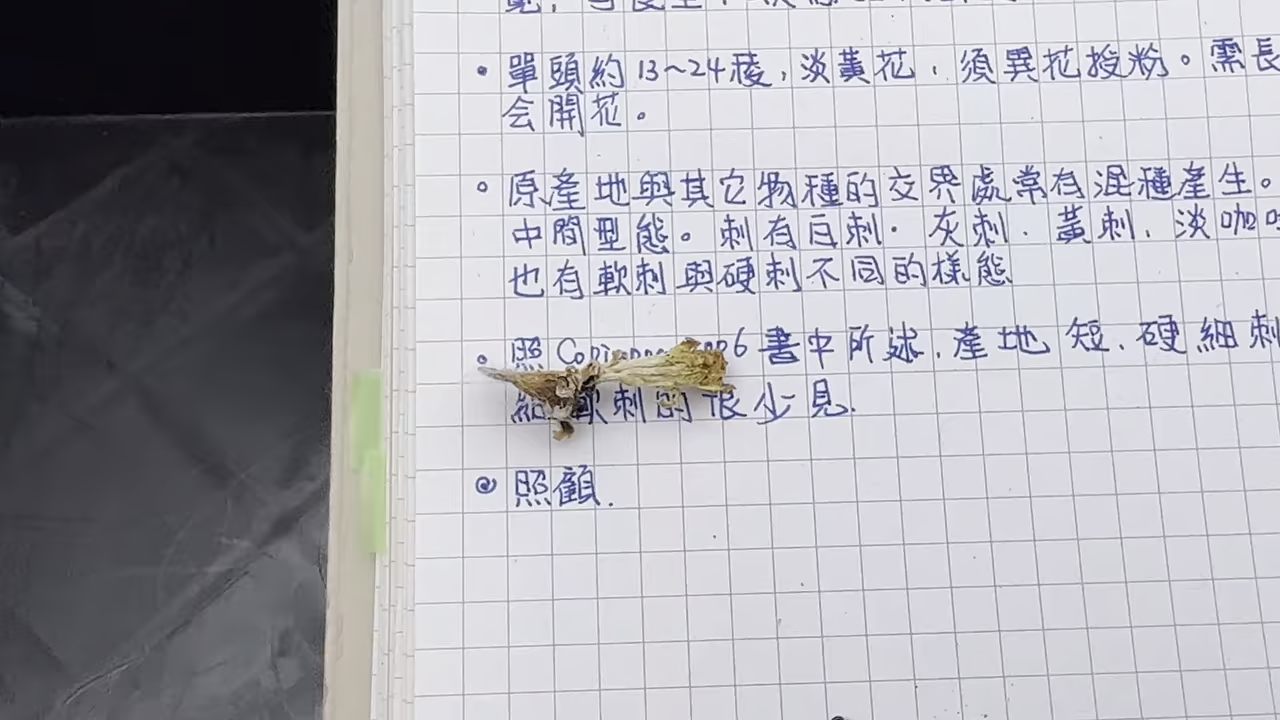 • 單頭約13~24稜,淡黃花,須異花授粉。需長
会開花。
• 原產地與其它物種的交界處常有混種產生。
中間型態。刺有白刺.灰刺.黃刺.淡咖
也有軟刺與硬刺不同的樣態
• 照 書中所述.產地短.硬細刺
軟刺的很少見.
◎ 照顧.